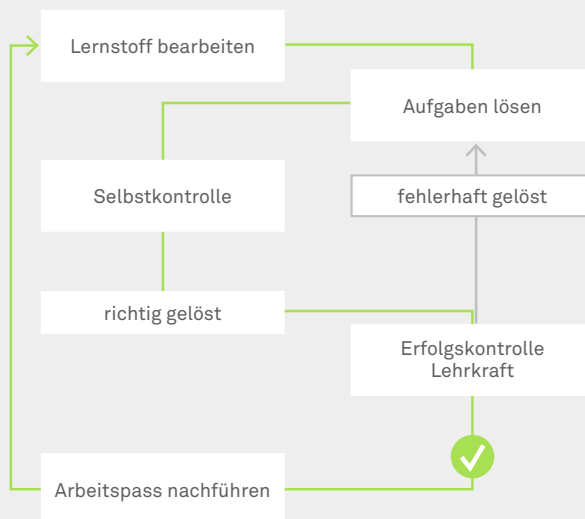 Lernstoff bearbeiten
Aufgaben lösen
Selbstkontrolle
fehlerhaft gelöst
richtig gelöst
Erfolgskontrolle
Lehrkraft
Arbeitspass nachführen